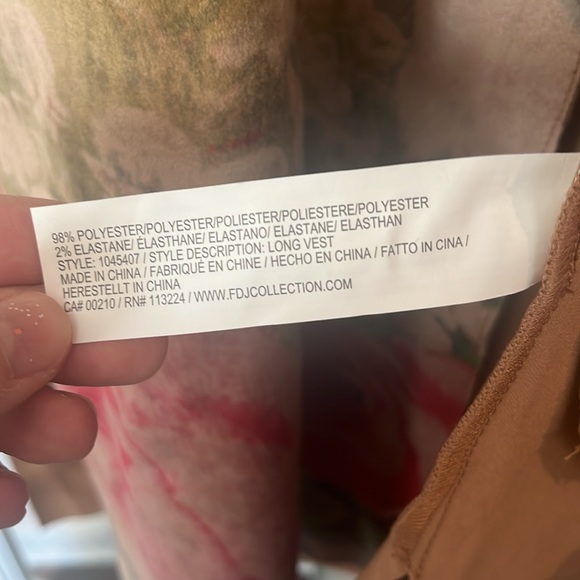 98% POLYESTER/POLYESTER/POLIESTER/POLIESTERE/POLYESTER
2% ELASTANE/ ÉLASTHANE/ ELASTANO/ ELASTANE/ ELASTHAN
STYLE: 1045407 / STYLE DESCRIPTION: LONG VEST
MADE IN CHINA / FABRIQUÉ EN CHINE / HECHO EN CHINA / FATTO IN CINA /
HERESTELLT IN CHINA
CA# 00210 / RN# 113224 / WWW.FDJCOLLECTION.COM